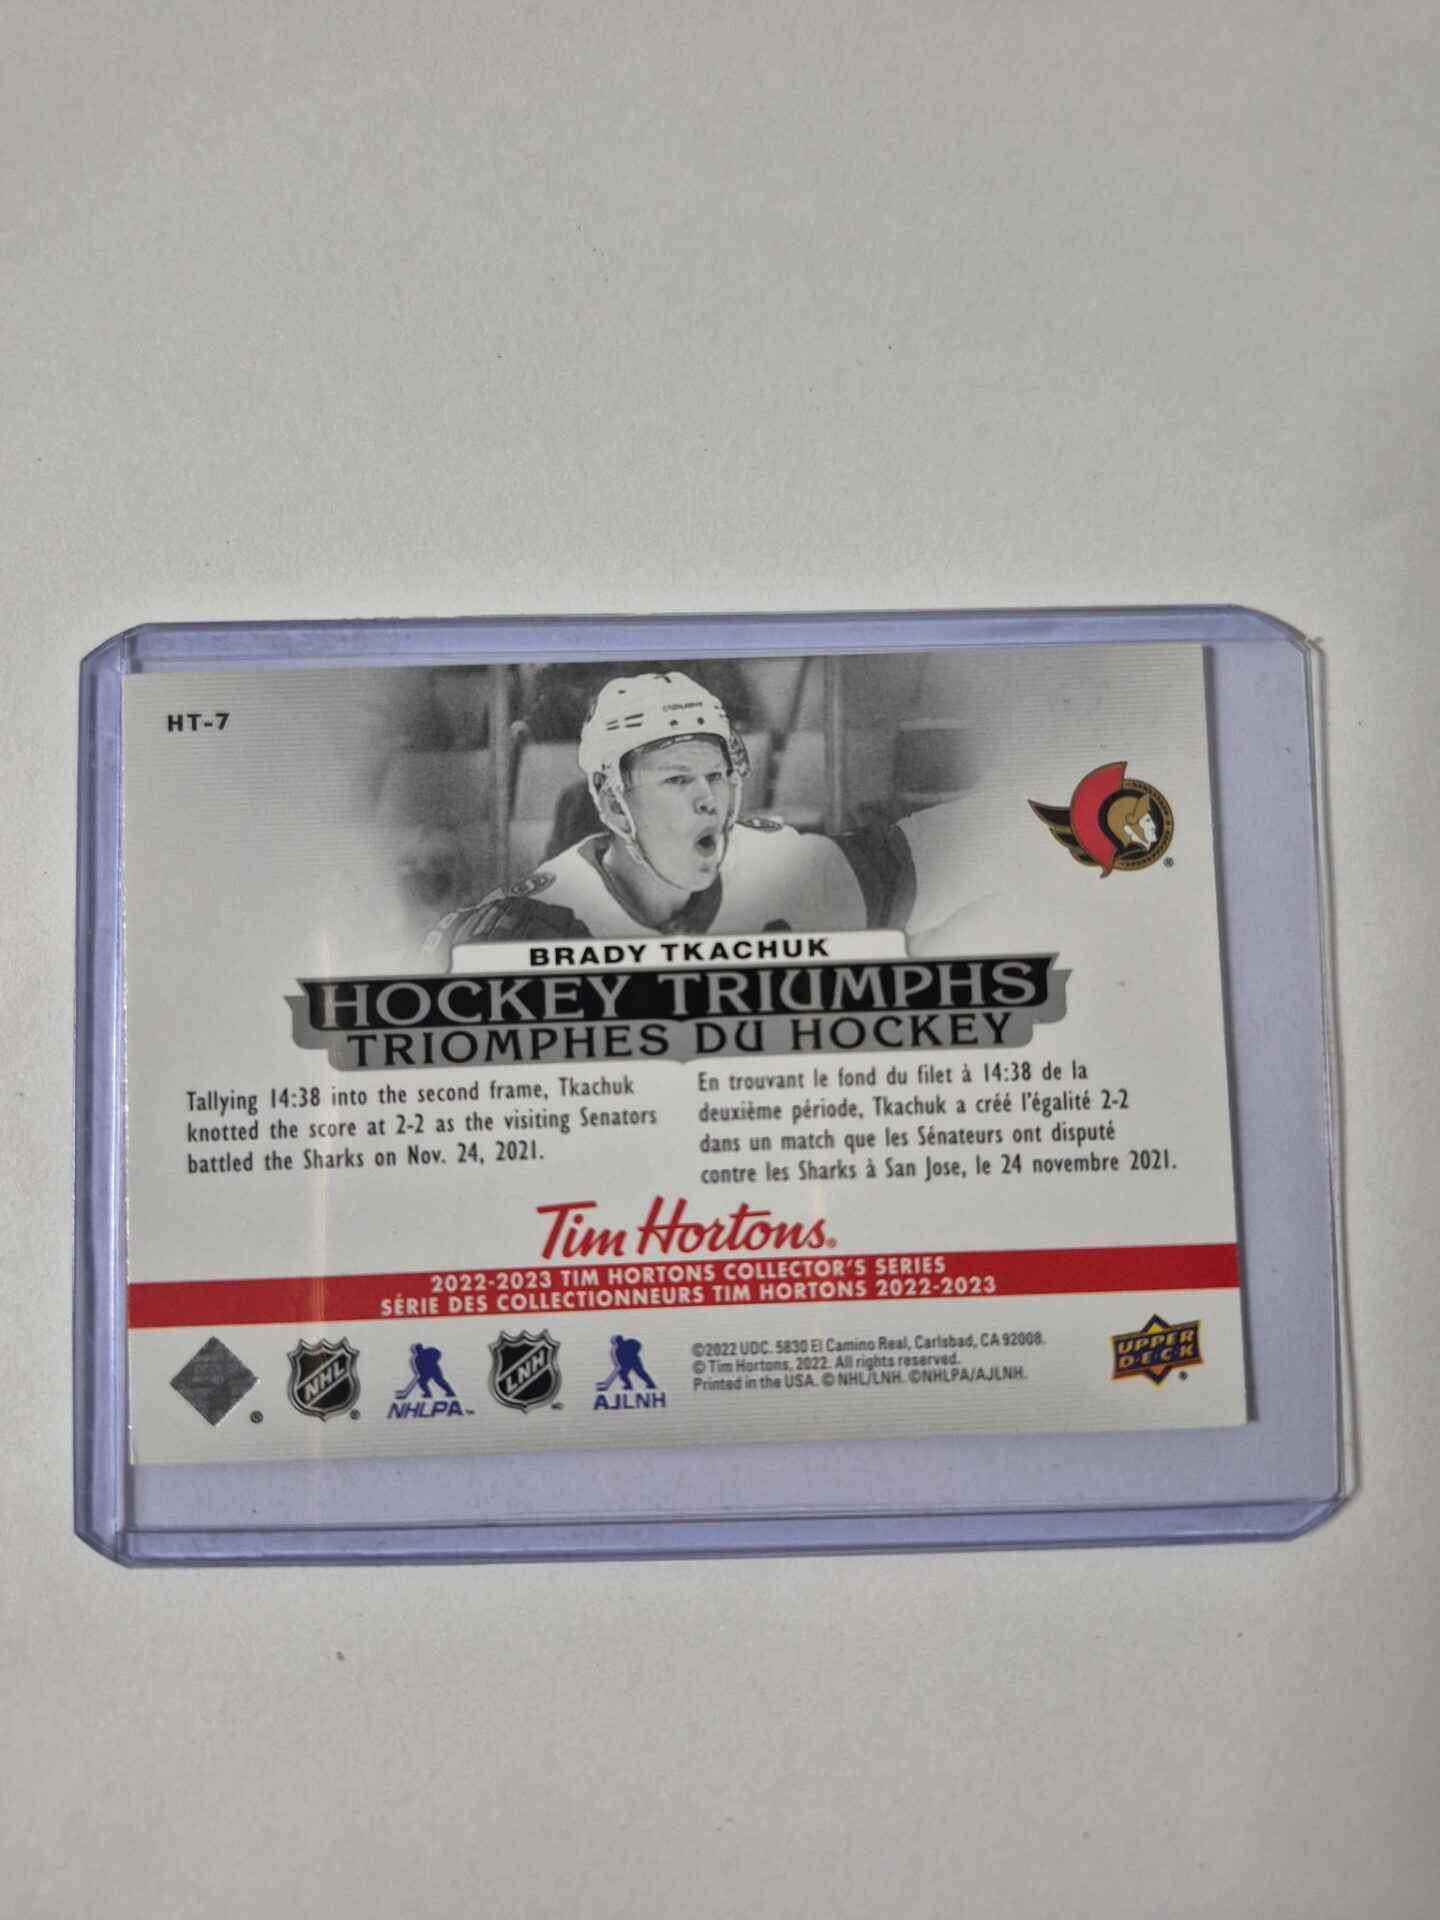 HT-7
BRADY TKACHUK
HOCKEY TRIUMPHS
TRIOMPHES DU HOCKEY
Tallying 14:38 into the second frame, Tkachuk
knotted the score at 2-2 as the visiting Senators
battled the Sharks on Nov. 24, 2021.
En trouvant le fond du filet à 14:38 de la
deuxième période, Tkachuk a créé l'égalité 2-2
dans un match que les Sénateurs ont disputé
contre les Sharks à San Jose, le 24 novembre 2021.
Tim Hortons®
2022-2023 TIM HORTONS COLLECTOR'S SERIES
SÉRIE DES COLLECTIONNEURS TIM HORTONS 2022-2023
NHL
NHLPA™
LNH
AJLNH
©2022 UDC. 5830 El Camino Real, Carlsbad, CA 92008.
© Tim Hortons, 2022. All rights reserved.
Printed in the USA. © NHL/LNH. ©NHLPA/AJLNH.
UPPER
D·E·C·K